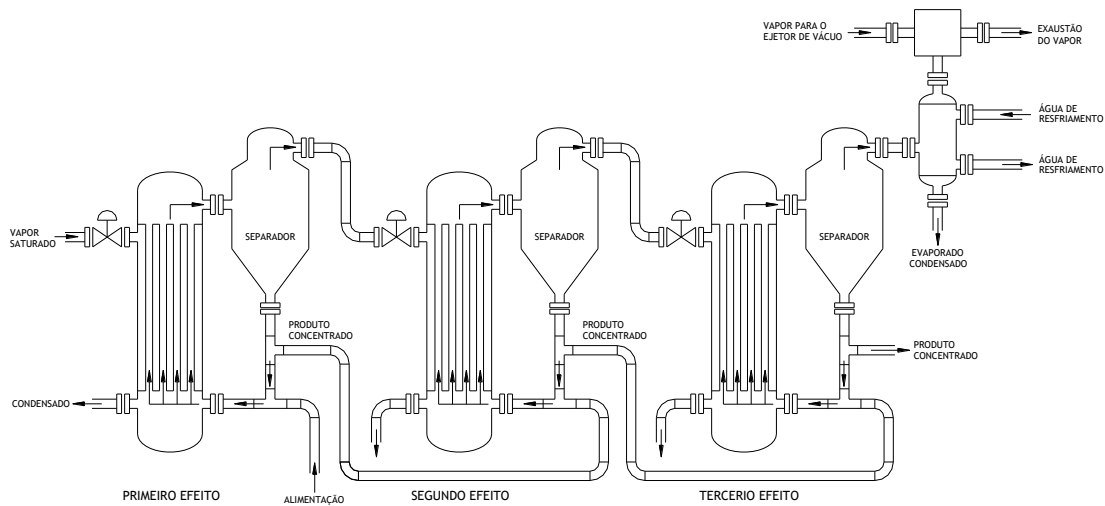 VAPOR PARA O
EJETOR DE VÁCUO
EXAUSTÃO
DO VAPOR
ÁGUA DE
RESFRIAMENTO
ÁGUA DE
RESFRIAMENTO
VAPOR
SATURADO
SEPARADOR
SEPARADOR
SEPARADOR
EVAPORADO
CONDENSADO
PRODUTO
CONCENTRADO
PRODUTO
CONCENTRADO
PRODUTO
CONCENTRADO
CONDENSADO
PRIMEIRO EFEITO
ALIMENTAÇÃO
SEGUNDO EFEITO
TERCERIO EFEITO